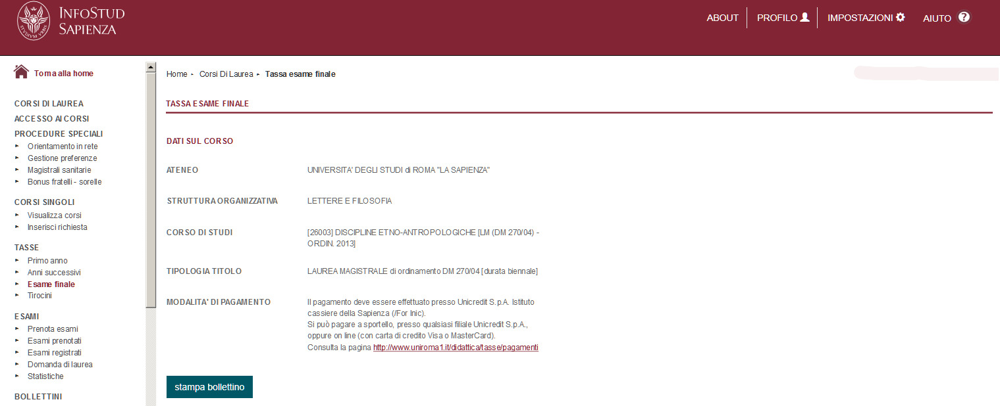 INFOSTUD
SAPIENZA
STVDIVM VRBIS
ABOUT
PROFILO
IMPOSTAZIONI
AIUTO ?
Torna alla home
CORSI DI LAUREA
ACCESSO AI CORSI
PROCEDURE SPECIALI
Orientamento in rete
Gestione preferenze
Magistrali sanitarie
Bonus fratelli - sorelle
CORSI SINGOLI
Visualizza corsi
Inserisci richiesta
TASSE
Primo anno
Anni successivi
Esame finale
Tirocini
ESAMI
Prenota esami
Esami prenotati
Esami registrati
Domanda di laurea
Statistiche
BOLLETTINI
Home Corsi Di Laurea Tassa esame finale
TASSA ESAME FINALE
DATI SUL CORSO
ATENEO UNIVERSITA' DEGLI STUDI di ROMA "LA SAPIENZA"
STRUTTURA ORGANIZZATIVA LETTERE E FILOSOFIA
CORSO DI STUDI [26003] DISCIPLINE ETNO-ANTROPOLOGICHE [LM (DM 270/04) -
ORDIN. 2013]
TIPOLOGIA TITOLO LAUREA MAGISTRALE di ordinamento DM 270/04 [durata biennale]
MODALITA' DI PAGAMENTO Il pagamento deve essere effettuato presso Unicredit S.p.A. Istituto
cassiere della Sapienza (/For Inic).
Si può pagare a sportello, presso qualsiasi filiale Unicredit S.p.A.,
oppure on line (con carta di credito Visa o MasterCard).
Consulta la pagina http://www.uniroma1.it/didattica/tasse/pagamenti
stampa bollettino